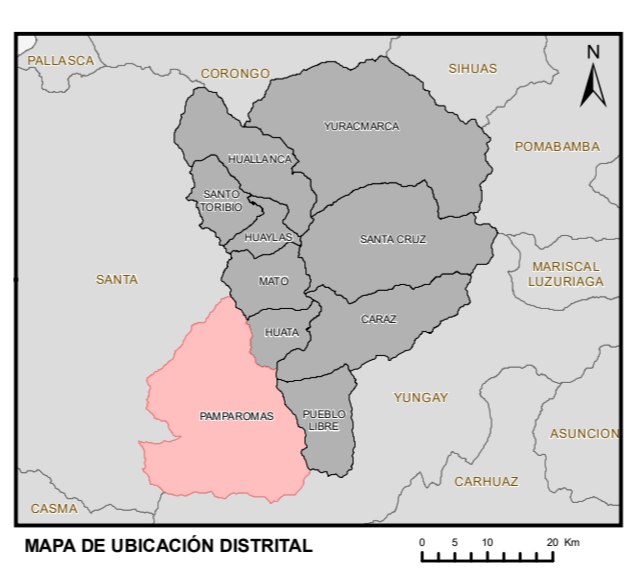 PALLASCA
CORONGO
SIHUAS
N
YURACMARCA
POMABAMBA
HUALLANCA
SANTO
TORIBIO
HUAYLAS
SANTA CRUZ
SANTA
MATO
MARISCAL
LUZURIAGA
CARAZ
HUATA
YUNGAY
PAMPAROMAS
PUEBLO
LIBRE
ASUNCION
CARHUAZ
CASMA
MAPA DE UBICACIÓN DISTRITAL
0 5 10 20 Km